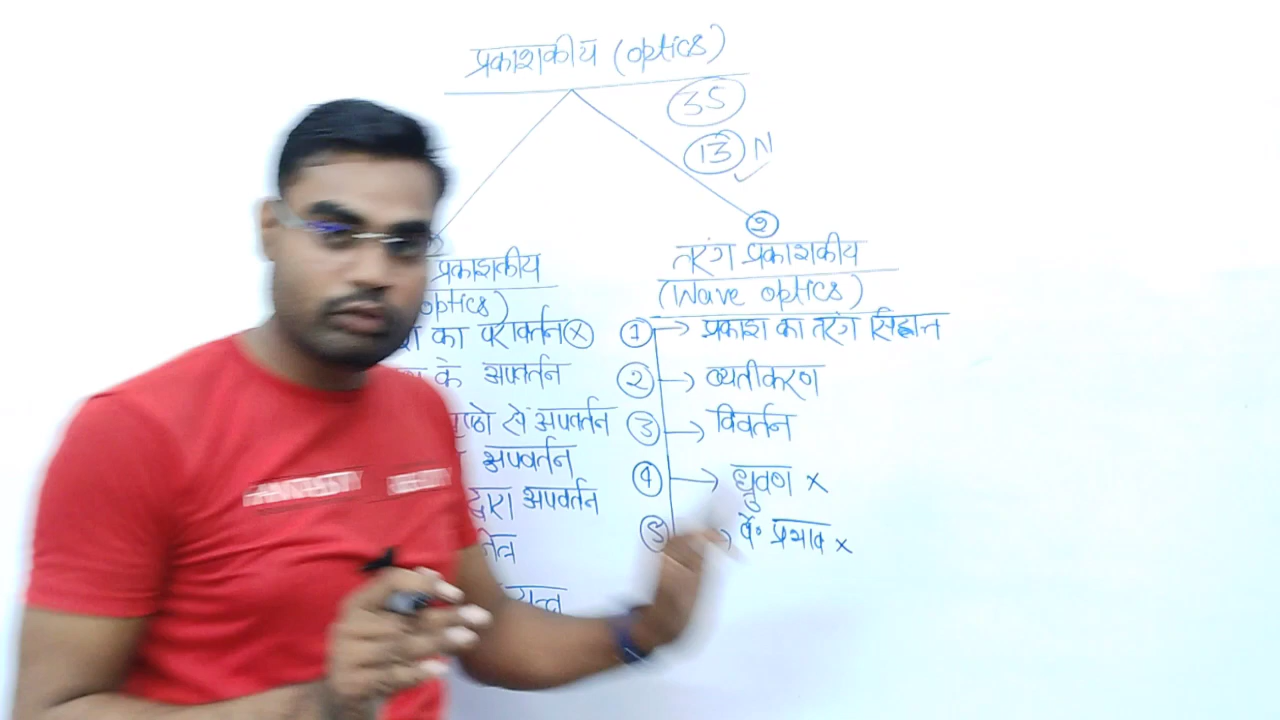 प्रकाशकीय (optics)
35
13 N
2
प्रकाशकीय
optics)
का परावर्तन (x)
के अपवर्तन
से अपवर्तन
अपवर्तन
द्वारा अपवर्तन
तरंग प्रकाशकीय
(Wave optics)
1 → प्रकाश का तरंग सिद्धान्त
2 → व्यतीकरण
3 → विवर्तन
4 → ध्रुवण x
5 → प्रभाव x